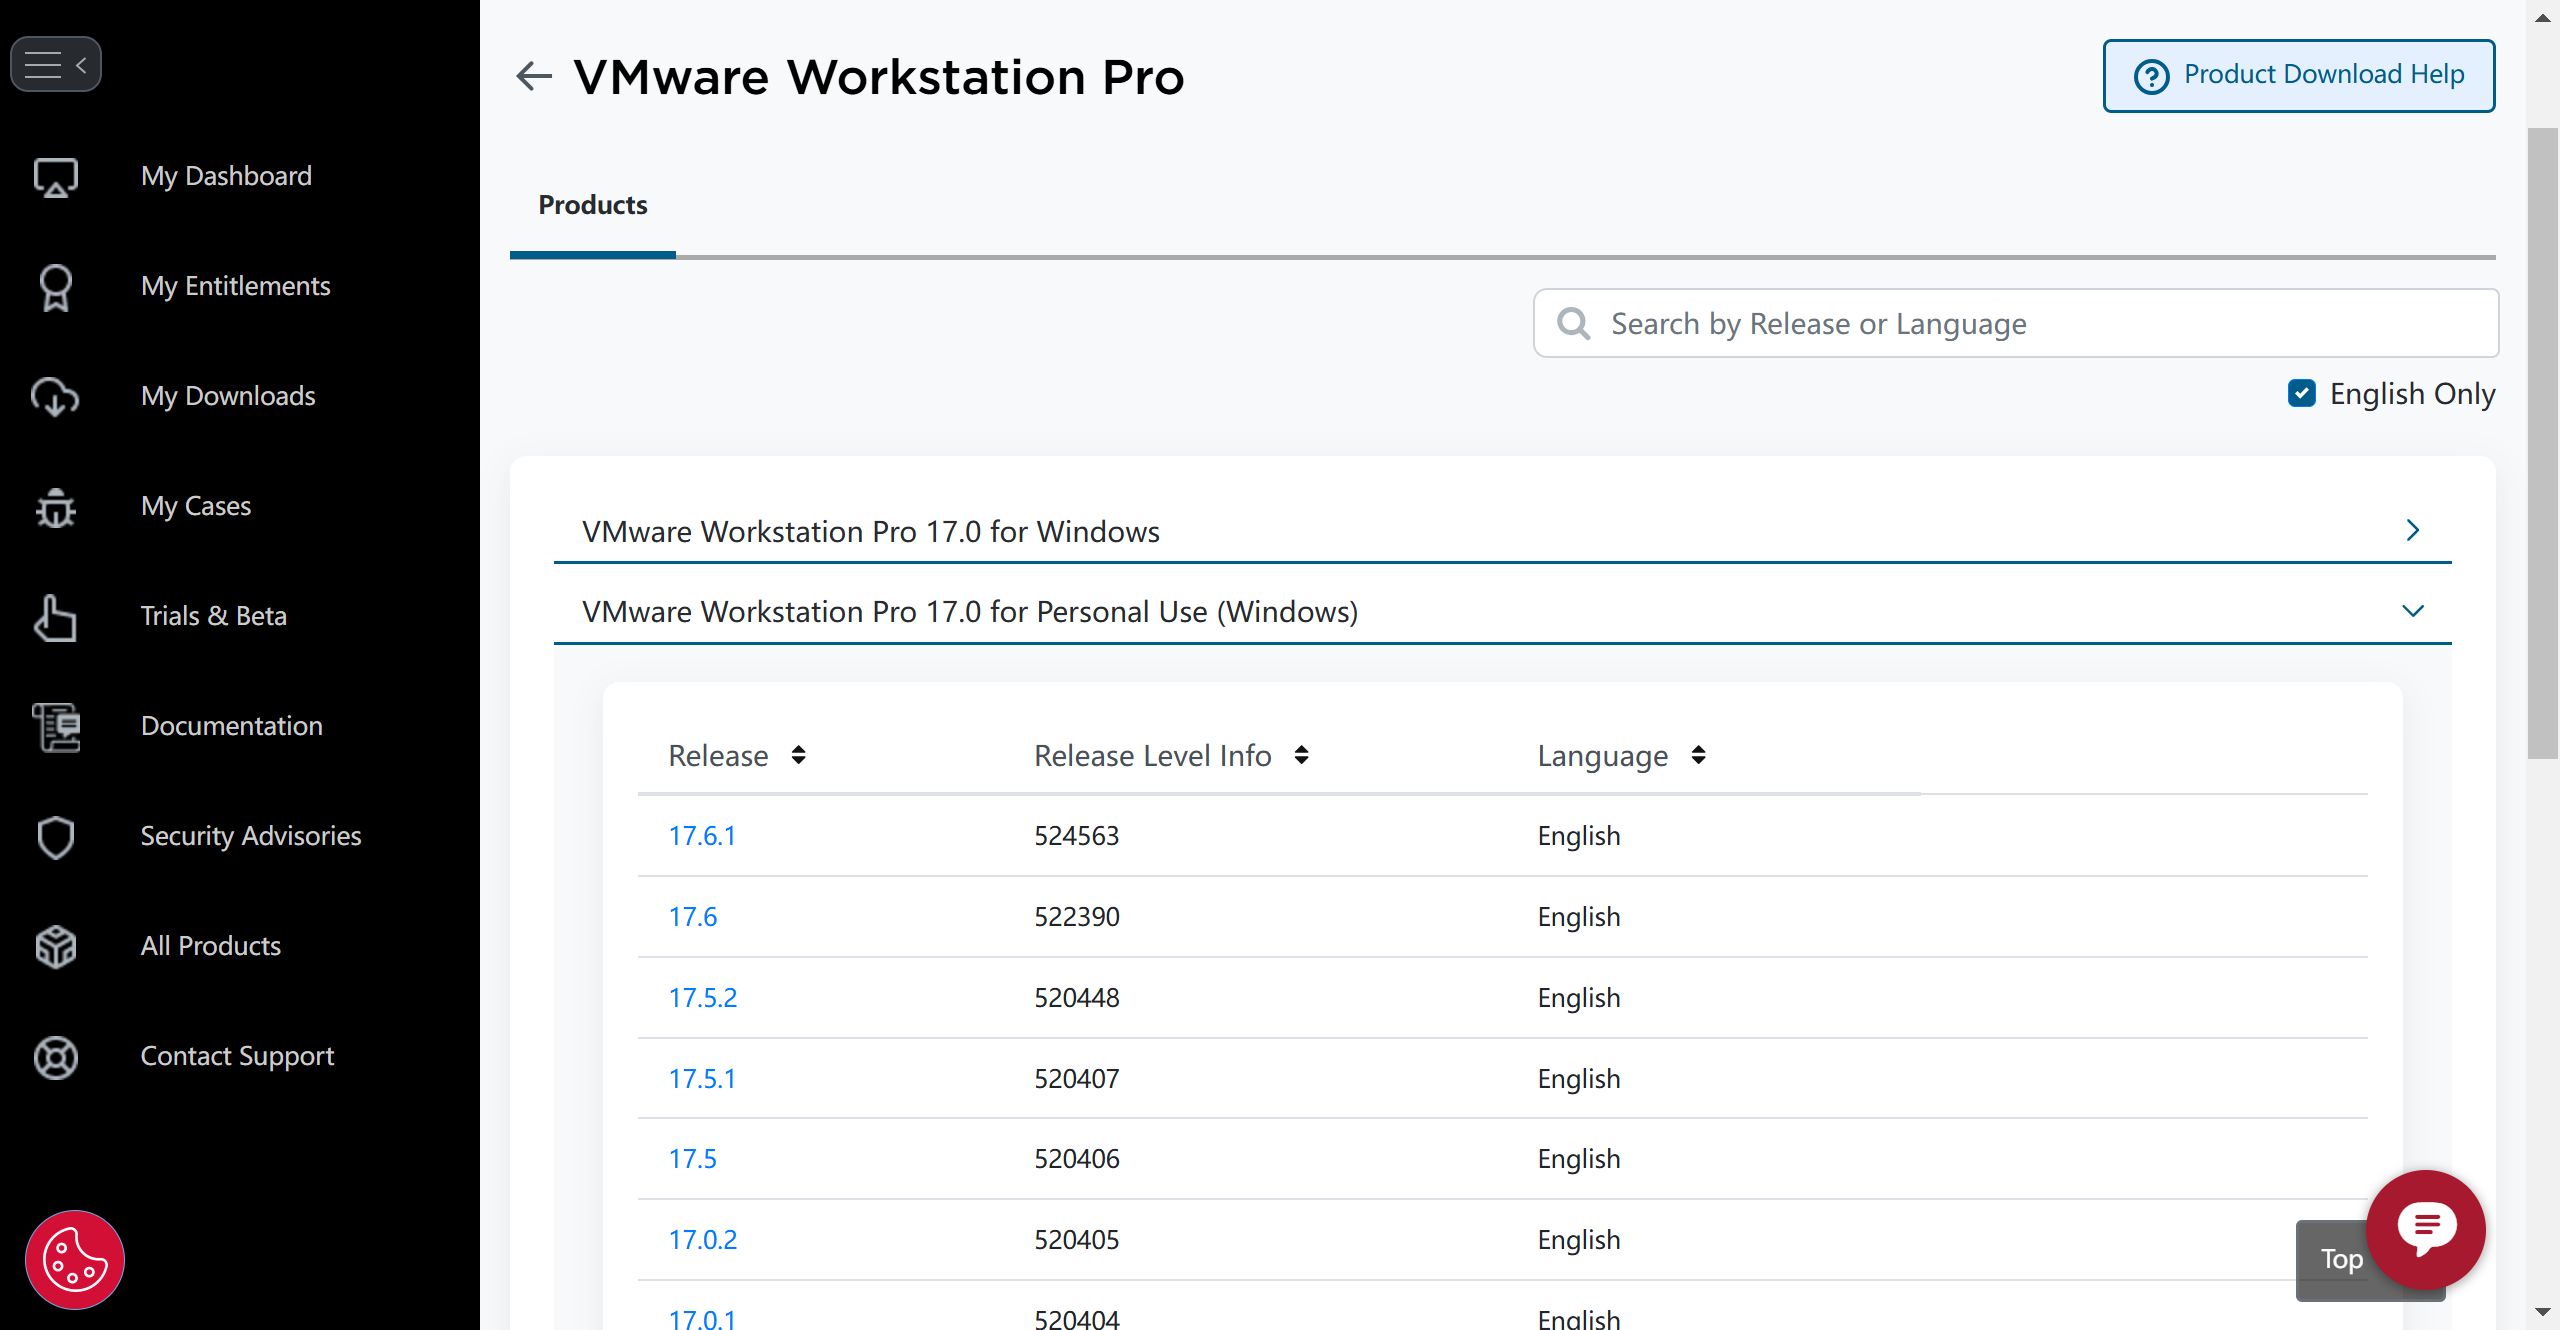 VMware Workstation Pro
Product Download Help
My Dashboard
My Entitlements
My Downloads
My Cases
Trials & Beta
Documentation
Security Advisories
All Products
Contact Support
Products
Search by Release or Language
English Only
VMware Workstation Pro 17.0 for Windows
VMware Workstation Pro 17.0 for Personal Use (Windows)
Release Release Level Info Language
17.6.1 524563 English
17.6 522390 English
17.5.2 520448 English
17.5.1 520407 English
17.5 520406 English
17.0.2 520405 English
17.0.1 520404 English
Top